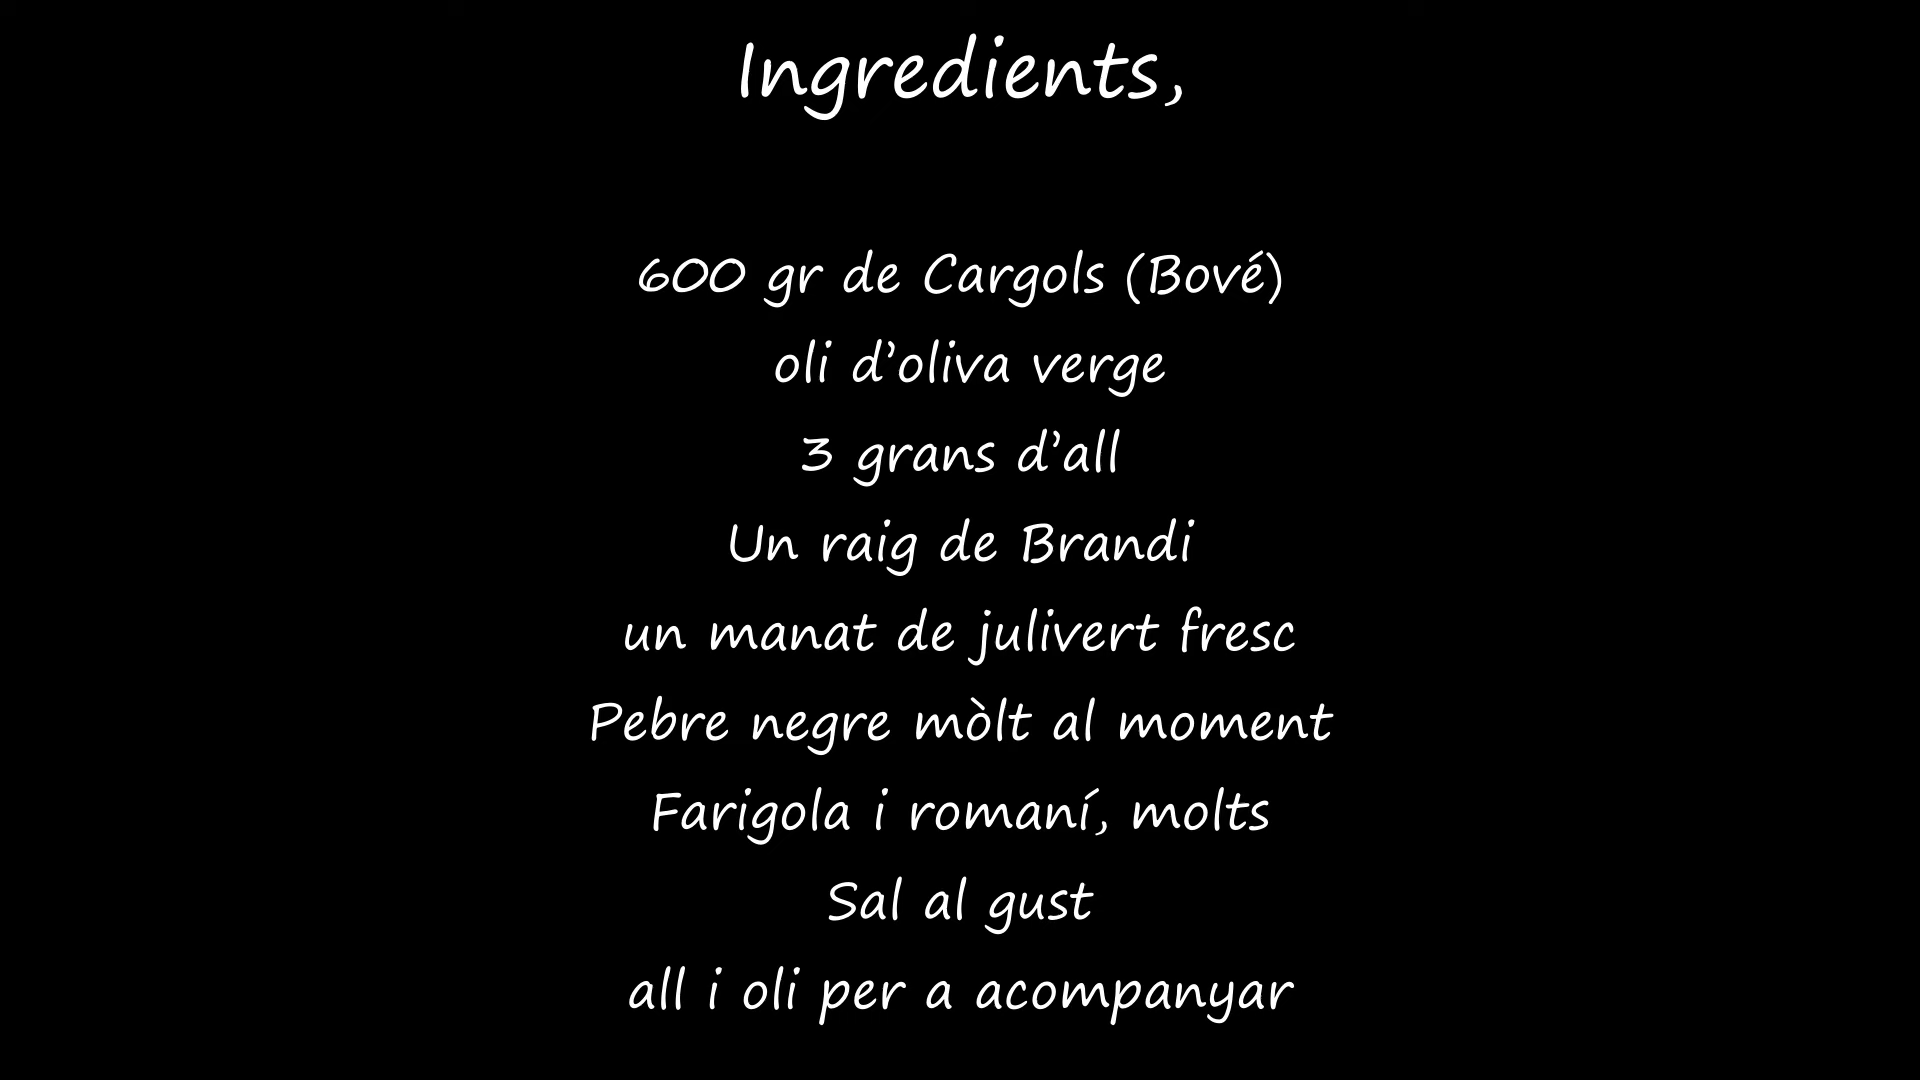 Ingredients,
600 gr de Cargols (Bové)
oli d’oliva verge
3 grans d’all
Un raig de Brandi
un manat de julivert fresc
Pebre negre mòlt al moment
Farigola i romaní, molts
Sal al gust
all i oli per a acompanyar